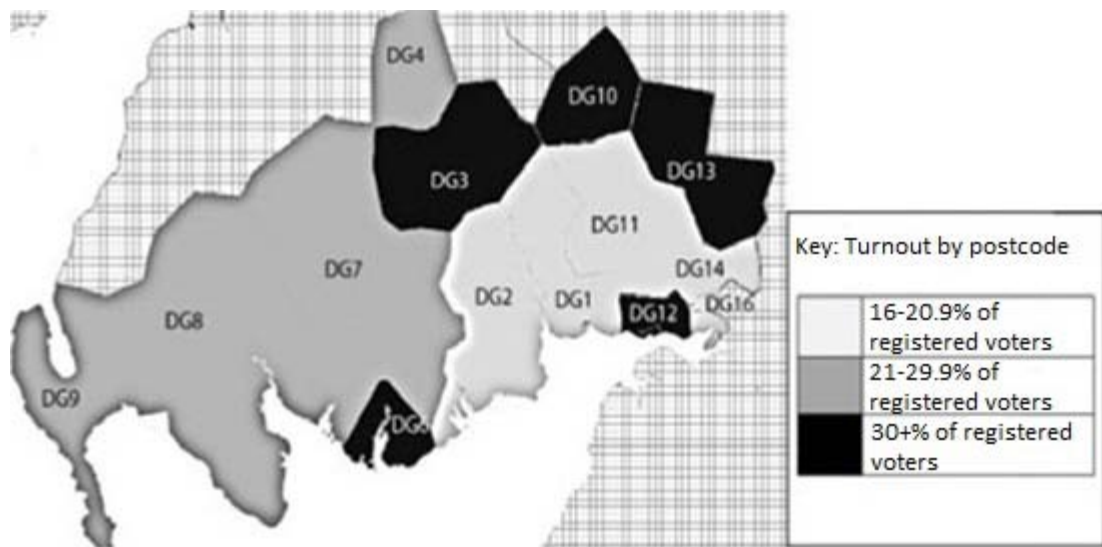 DG4
DG10
DG3
DG13
DG11
DG7
DG14
DG2
DG1
DG16
DG12
DG8
DG9
DG6
Key: Turnout by postcode
16-20.9% of
registered voters
21-29.9% of
registered voters
30+% of registered
voters